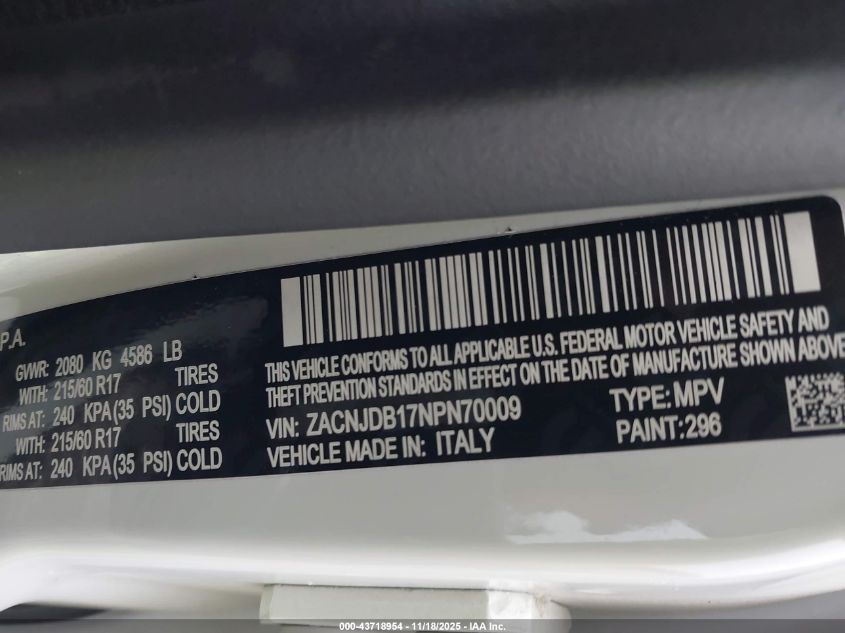 P.A.
GVWR: 2080 KG 4586 LB
WITH: 215/60 R17 TIRES
RIMS AT: 240 KPA(35 PSI) COLD
WITH: 215/60 R17 TIRES
RIMS AT: 240 KPA(35 PSI) COLD
THIS VEHICLE CONFORMS TO ALL APPLICABLE U.S. FEDERAL MOTOR VEHICLE SAFETY AND
THEFT PREVENTION STANDARDS IN EFFECT ON THE DATE OF MANUFACTURE SHOWN ABOVE
VIN: ZACNJDB17NPN70009 TYPE: MPV
VEHICLE MADE IN: ITALY PAINT:296
000-43718954 - 11/18/2025 - IAA Inc.